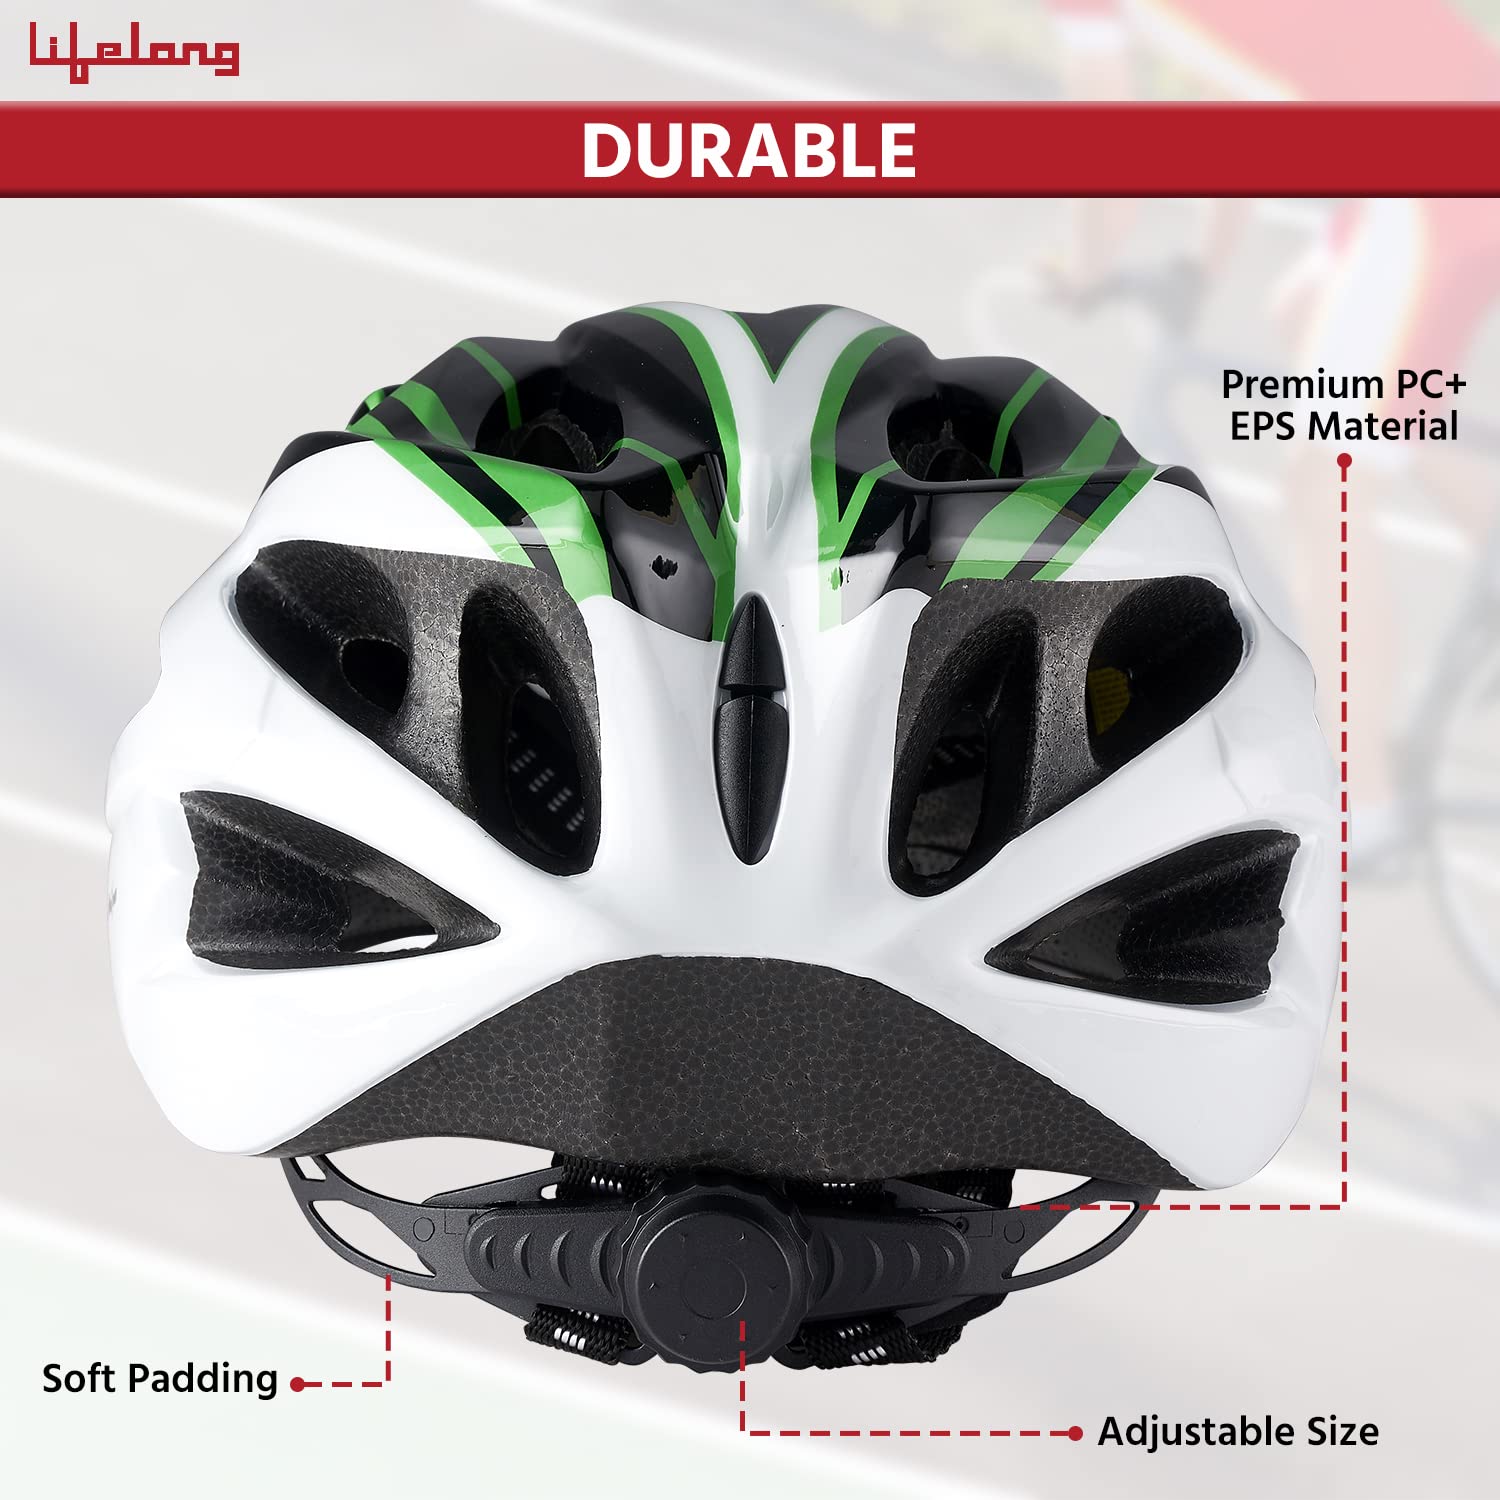 Lifelong
DURABLE
Premium PC+
EPS Material
Soft Padding
Adjustable Size